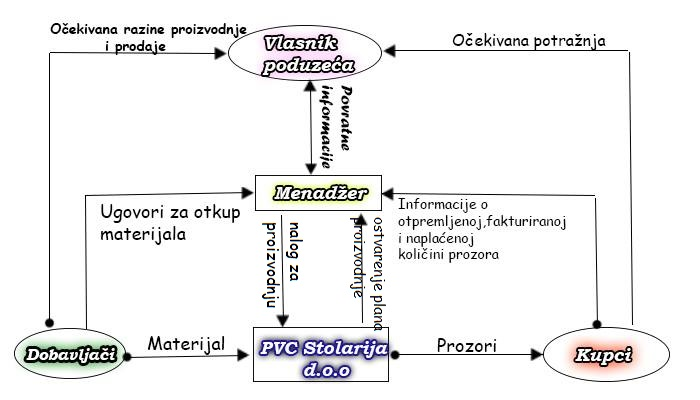 Očekivana razine proizvodnje
i prodaje
Vlasnik
poduzeća
Očekivana potražnja
Povratne
informacije
Menadžer
Ugovori za otkup
materijala
nalog za
proizvodnju
ostvarenje plana
proizvodnje
Informacije o
otpremljenoj,fakturiranoj
i naplaćenoj
količini prozora
Dobavljači
Materijal
PVC Stolarija
d.o.o
Prozori
Kupci